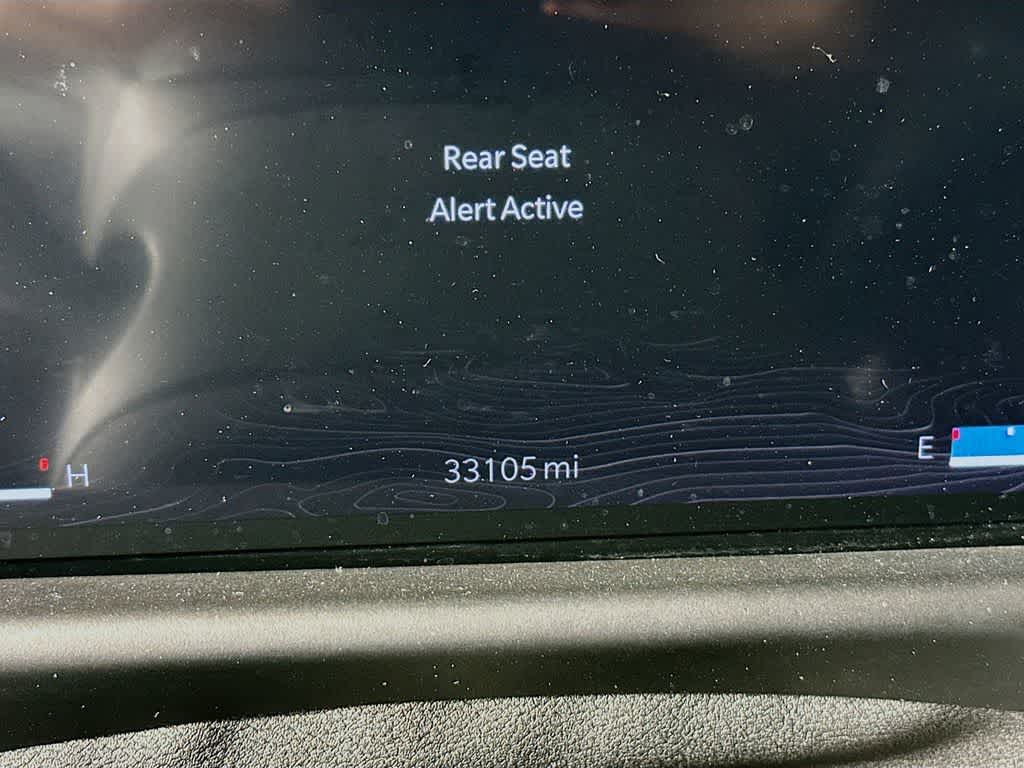 Rear Seat
Alert Active
H
33105 mi
E